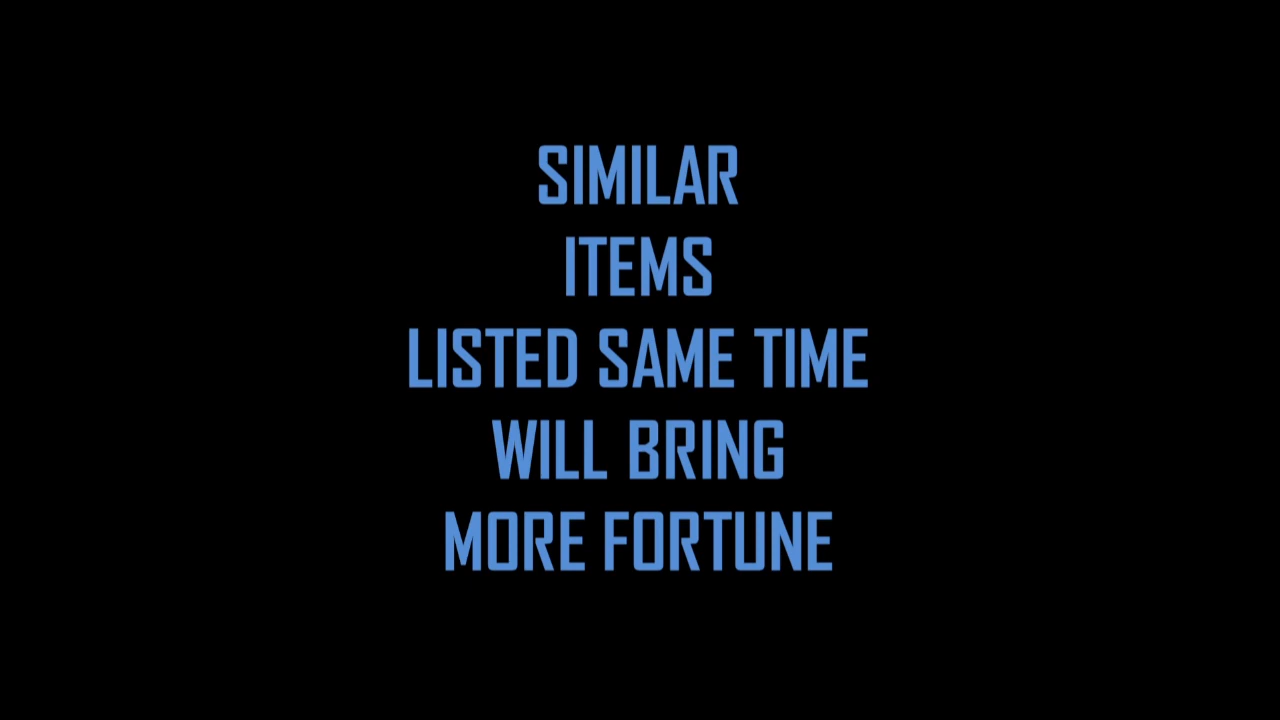 SIMILAR
ITEMS
LISTED SAME TIME
WILL BRING
MORE FORTUNE